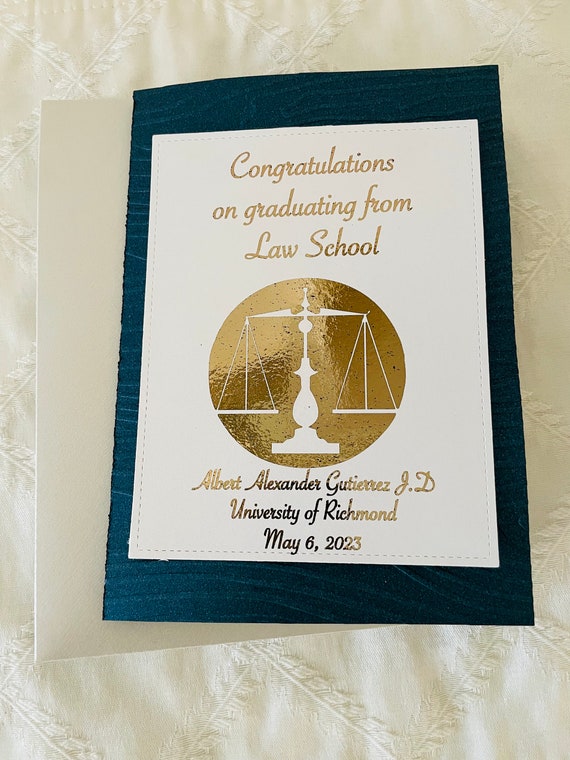 Congratulations
on graduating from
Law School
Albert Alexander Gutierrez J.D
University of Richmond
May 6, 2023